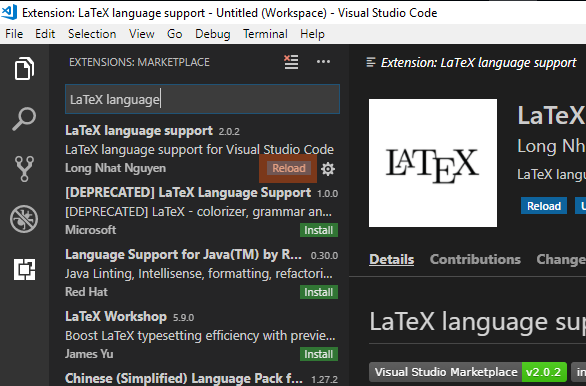 Extension: LaTeX language support - Untitled (Workspace) - Visual Studio Code
File Edit Selection View Go Debug Terminal Help
EXTENSIONS: MARKETPLACE
LaTeX language
LaTeX language support 2.0.2
LaTeX language support for Visual Studio Code
Long Nhat Nguyen Reload
[DEPRECATED] LaTeX Language Support 1.0.0
[DEPRECATED] LaTeX - colorizer, grammar an...
Microsoft Install
Language Support for Java(TM) by R... 0.30.0
Java Linting, Intellisense, formatting, refactori...
Red Hat Install
LaTeX Workshop 5.9.0
Boost LaTeX typesetting efficiency with previe...
James Yu Install
Chinese (Simplified) Language Pack f... 1.27.2
Extension: LaTeX language support
LATEX
LaTeX
Long Nhat
LaTeX langu
Reload U
Details Contributions Change
LaTeX language sup
Visual Studio Marketplace v2.0.2 in